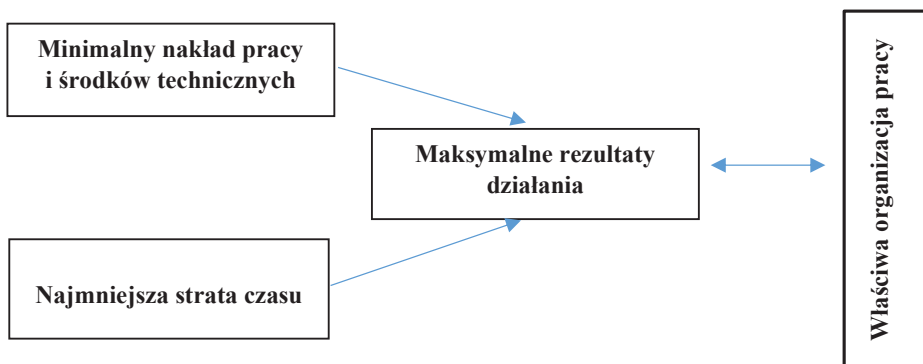 Minimalny nakład pracy
i środków technicznych
Maksymalne rezultaty
działania
Najmniejsza strata czasu
Właściwa organizacja pracy